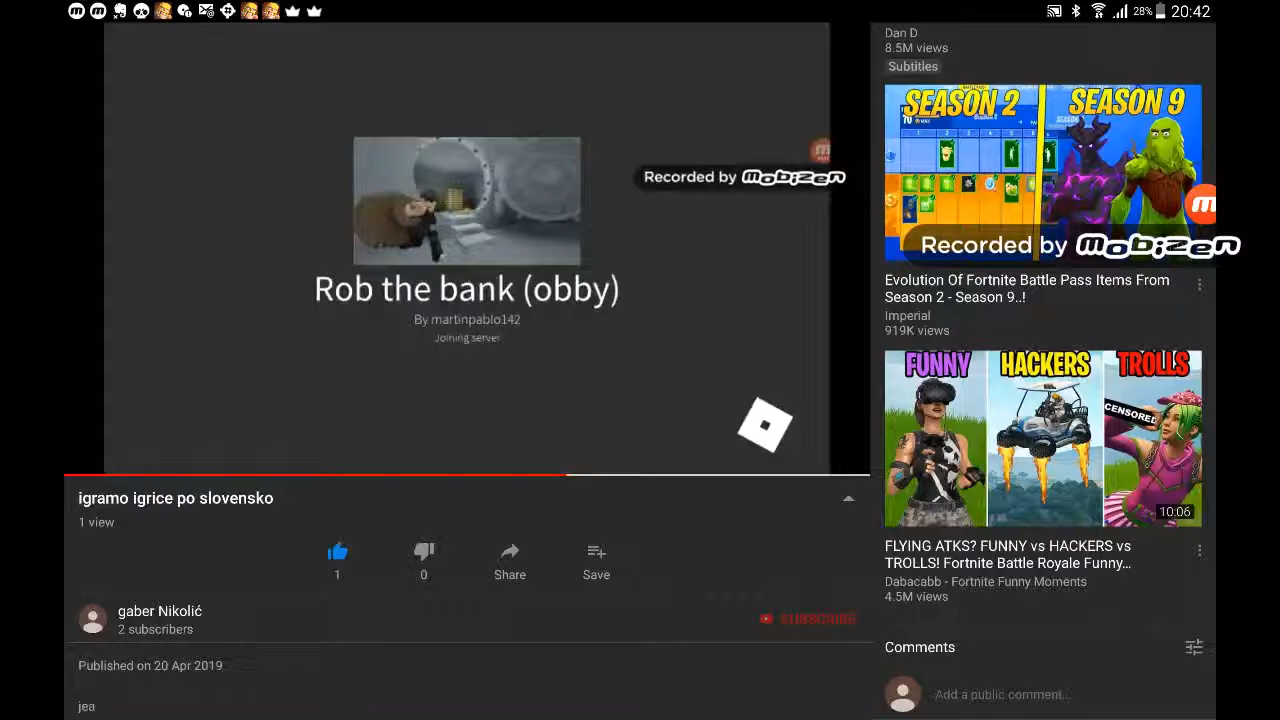 28% 20:42
Recorded by mobizen
Rob the bank (obby)
By martinpablo142
Joining server
igramo igrice po slovensko
1 view
1
0
Share
Save
gaber Nikolić
2 subscribers
SUBSCRIBE
Published on 20 Apr 2019
jea
Dan D
8.5M views
Subtitles
SEASON 2
SEASON 9
Recorded by mobizen
Evolution Of Fortnite Battle Pass Items From
Season 2 - Season 9..!
Imperial
919K views
FUNNY
HACKERS
TROLLS
CENSORED
10:06
FLYING ATKS? FUNNY vs HACKERS vs
TROLLS! Fortnite Battle Royale Funny...
Dabacabb - Fortnite Funny Moments
4.5M views
Comments
Add a public comment...